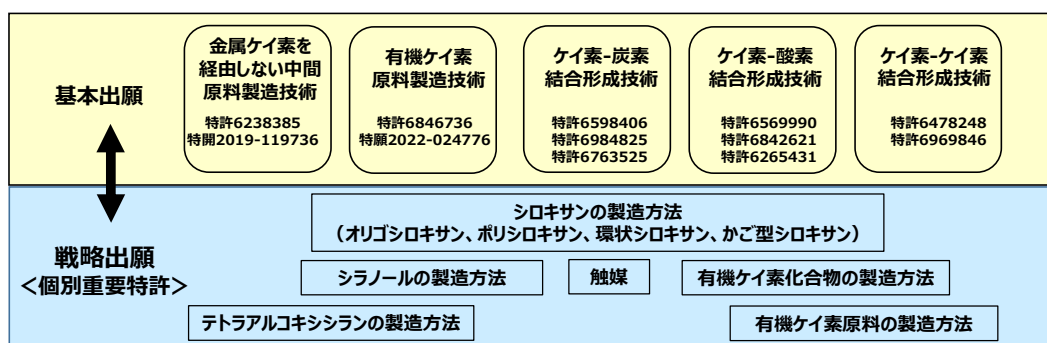 基本出願
金属ケイ素を
経由しない中間
原料製造技術
特許6238385
特開2019-119736
有機ケイ素
原料製造技術
特許6846736
特願2022-024776
ケイ素-炭素
結合形成技術
特許6598406
特許6984825
特許6763525
ケイ素-酸素
結合形成技術
特許6569990
特許6842621
特許6265431
ケイ素-ケイ素
結合形成技術
特許6478248
特許6969846
戦略出願
<個別重要特許>
シロキサンの製造方法
(オリゴシロキサン、ポリシロキサン、環状シロキサン、かご型シロキサン)
シラノールの製造方法
触媒
有機ケイ素化合物の製造方法
テトラアルコキシシランの製造方法
有機ケイ素原料の製造方法